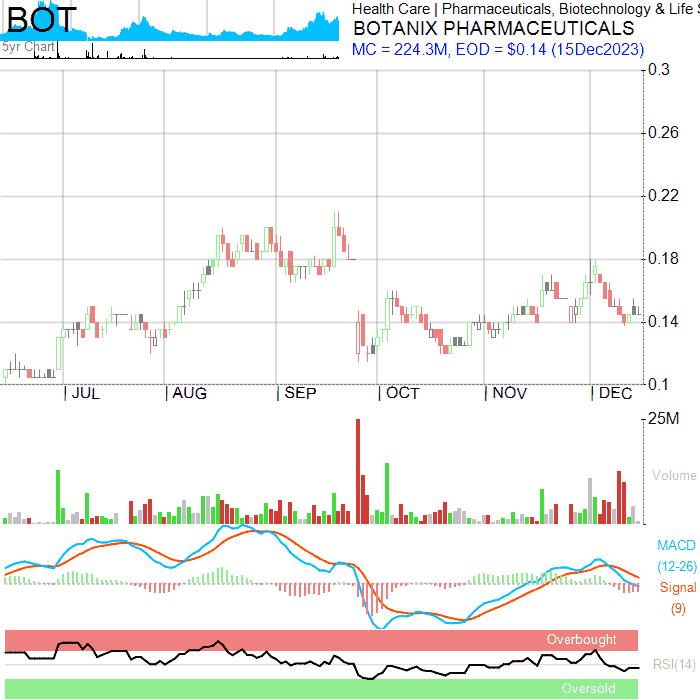 BOT
5yr Chart
Health Care | Pharmaceuticals, Biotechnology & Life S
BOTANIX PHARMACEUTICALS
MC = 224.3M, EOD = $0.14 (15Dec2023)
0.3
0.26
0.22
0.18
0.14
0.1
| JUL | AUG | SEP | OCT | NOV | DEC
25M
Volume
MACD
(12-26)
Signal
(9)
Overbought
RSI(14)
Oversold